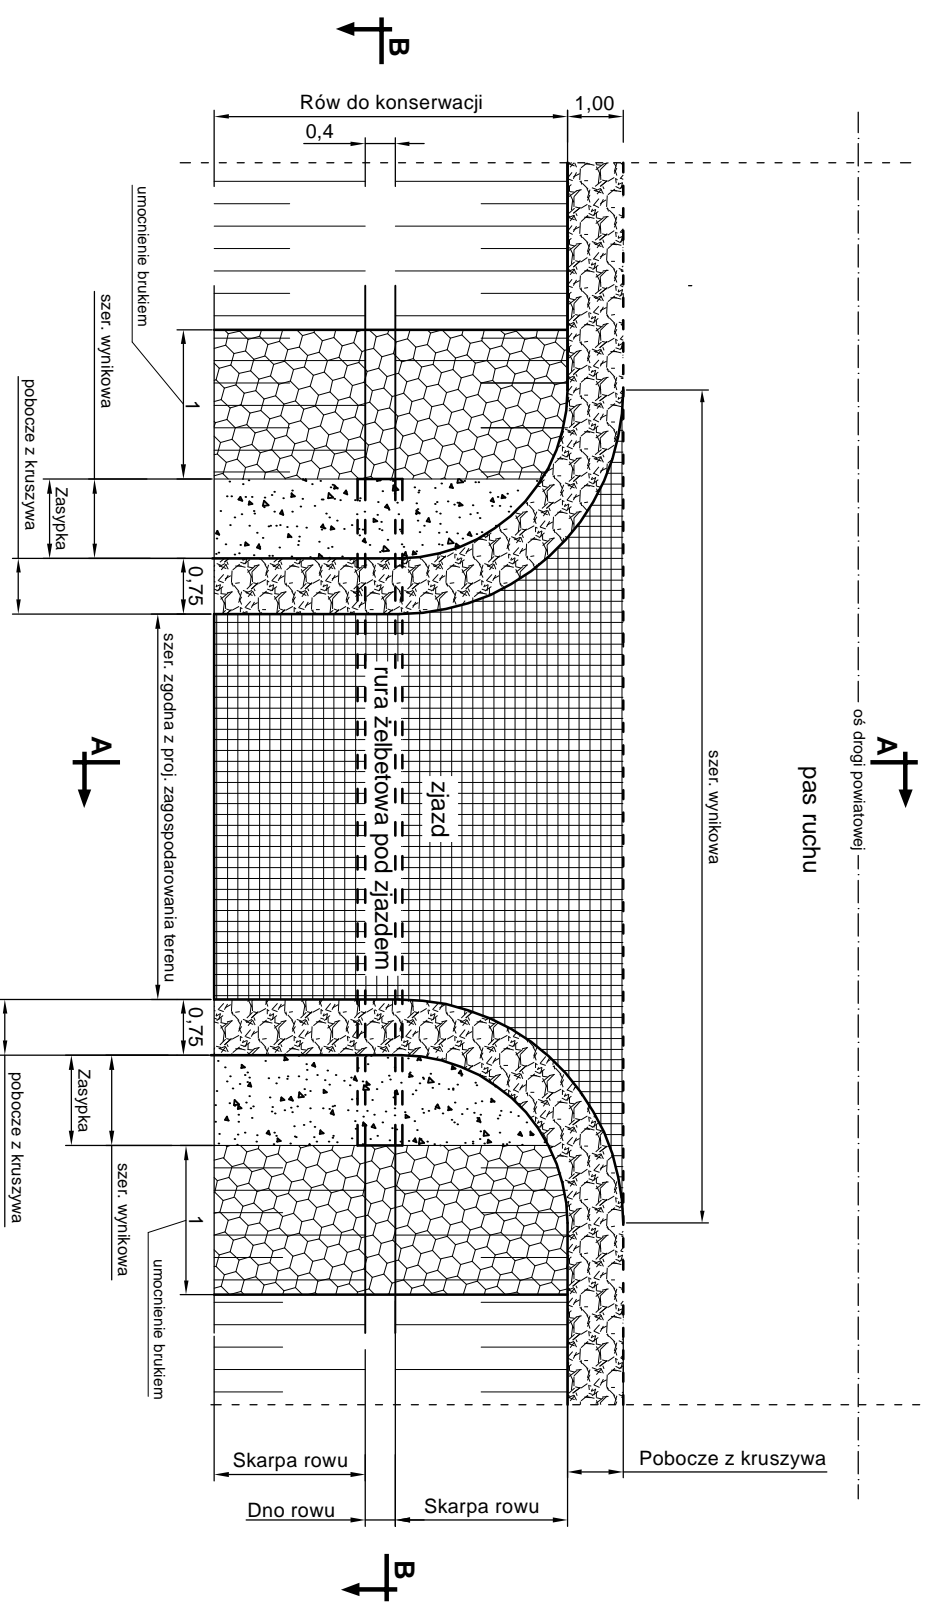 B
Rów do konserwacji
1,00
0,4
umocnienie brukiem
szer. wynikowa
1
pobocze z kruszywa
Zasypka
0,75
szer. zgodna z proj. zagospodarowania terenu
rura żelbetowa pod zjazdem
zjazd
szer. wynikowa
pas ruchu
oś drogi powiatowej
A
A
0,75
Zasypka
pobocze z kruszywa
szer. wynikowa
1
umocnienie brukiem
Skarpa rowu
Dno rowu
Skarpa rowu
Pobocze z kruszywa
B